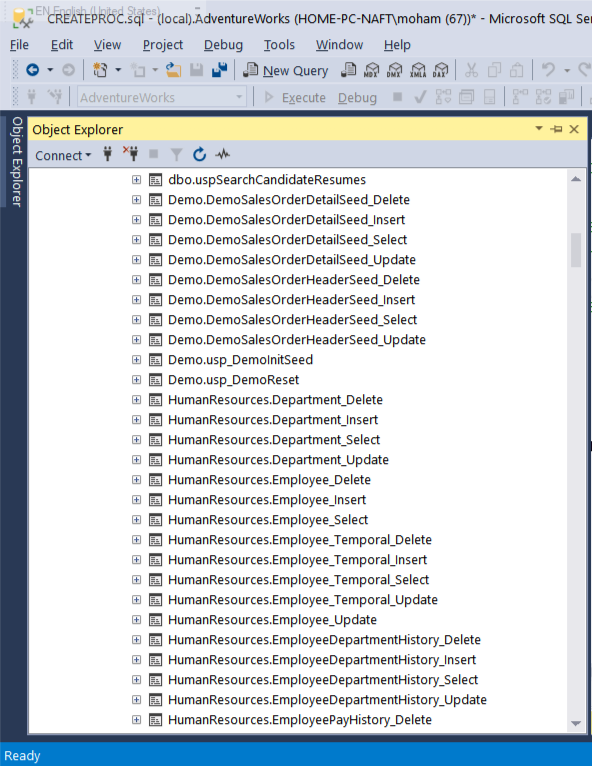 EN English (United States)
CREATEPROC.sql - (local).AdventureWorks (HOME-PC-NAFT\moham (67))* - Microsoft SQL Se
File Edit View Project Debug Tools Window Help
New Query MDX DMX XMLA DAX
AdventureWorks Execute Debug
Object Explorer
Object Explorer
Connect
dbo.uspSearchCandidateResumes
Demo.DemoSalesOrderDetailSeed_Delete
Demo.DemoSalesOrderDetailSeed_Insert
Demo.DemoSalesOrderDetailSeed_Select
Demo.DemoSalesOrderDetailSeed_Update
Demo.DemoSalesOrderHeaderSeed_Delete
Demo.DemoSalesOrderHeaderSeed_Insert
Demo.DemoSalesOrderHeaderSeed_Select
Demo.DemoSalesOrderHeaderSeed_Update
Demo.usp_DemoInitSeed
Demo.usp_DemoReset
HumanResources.Department_Delete
HumanResources.Department_Insert
HumanResources.Department_Select
HumanResources.Department_Update
HumanResources.Employee_Delete
HumanResources.Employee_Insert
HumanResources.Employee_Select
HumanResources.Employee_Temporal_Delete
HumanResources.Employee_Temporal_Insert
HumanResources.Employee_Temporal_Select
HumanResources.Employee_Temporal_Update
HumanResources.Employee_Update
HumanResources.EmployeeDepartmentHistory_Delete
HumanResources.EmployeeDepartmentHistory_Insert
HumanResources.EmployeeDepartmentHistory_Select
HumanResources.EmployeeDepartmentHistory_Update
HumanResources.EmployeePayHistory_Delete
Ready